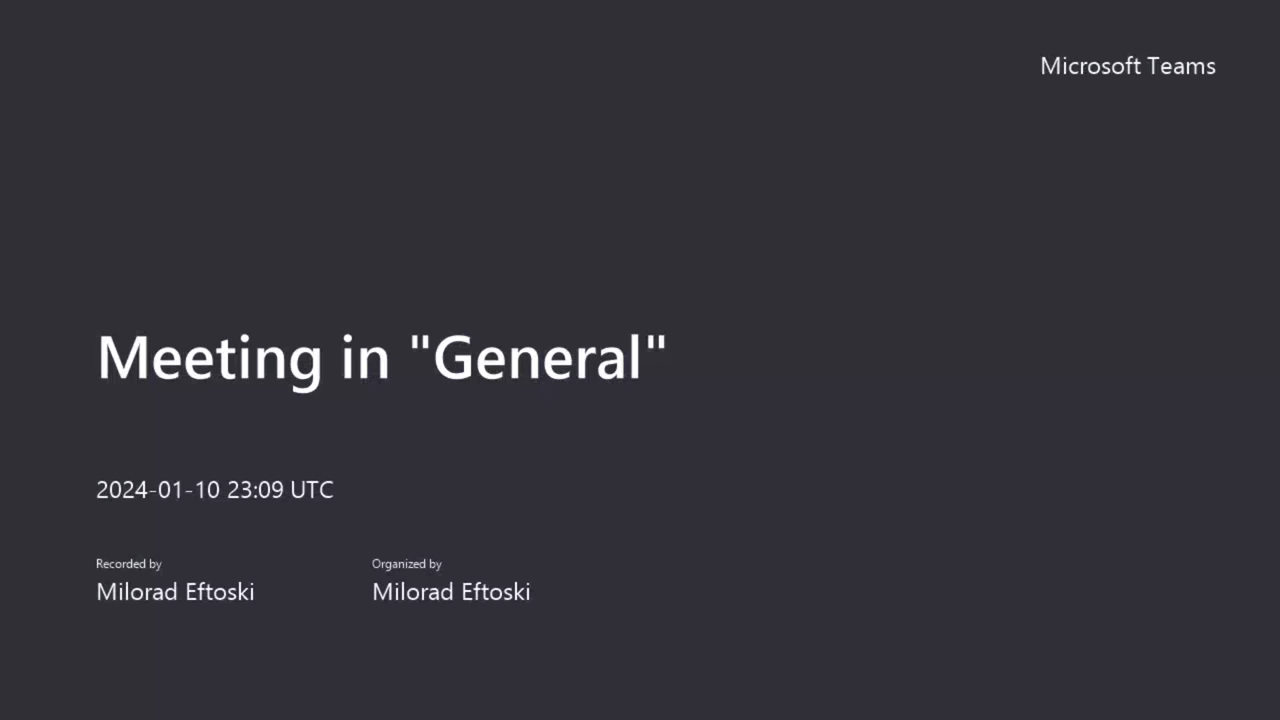 Microsoft Teams
Meeting in "General"
2024-01-10 23:09 UTC
Recorded by
Milorad Eftoski
Organized by
Milorad Eftoski